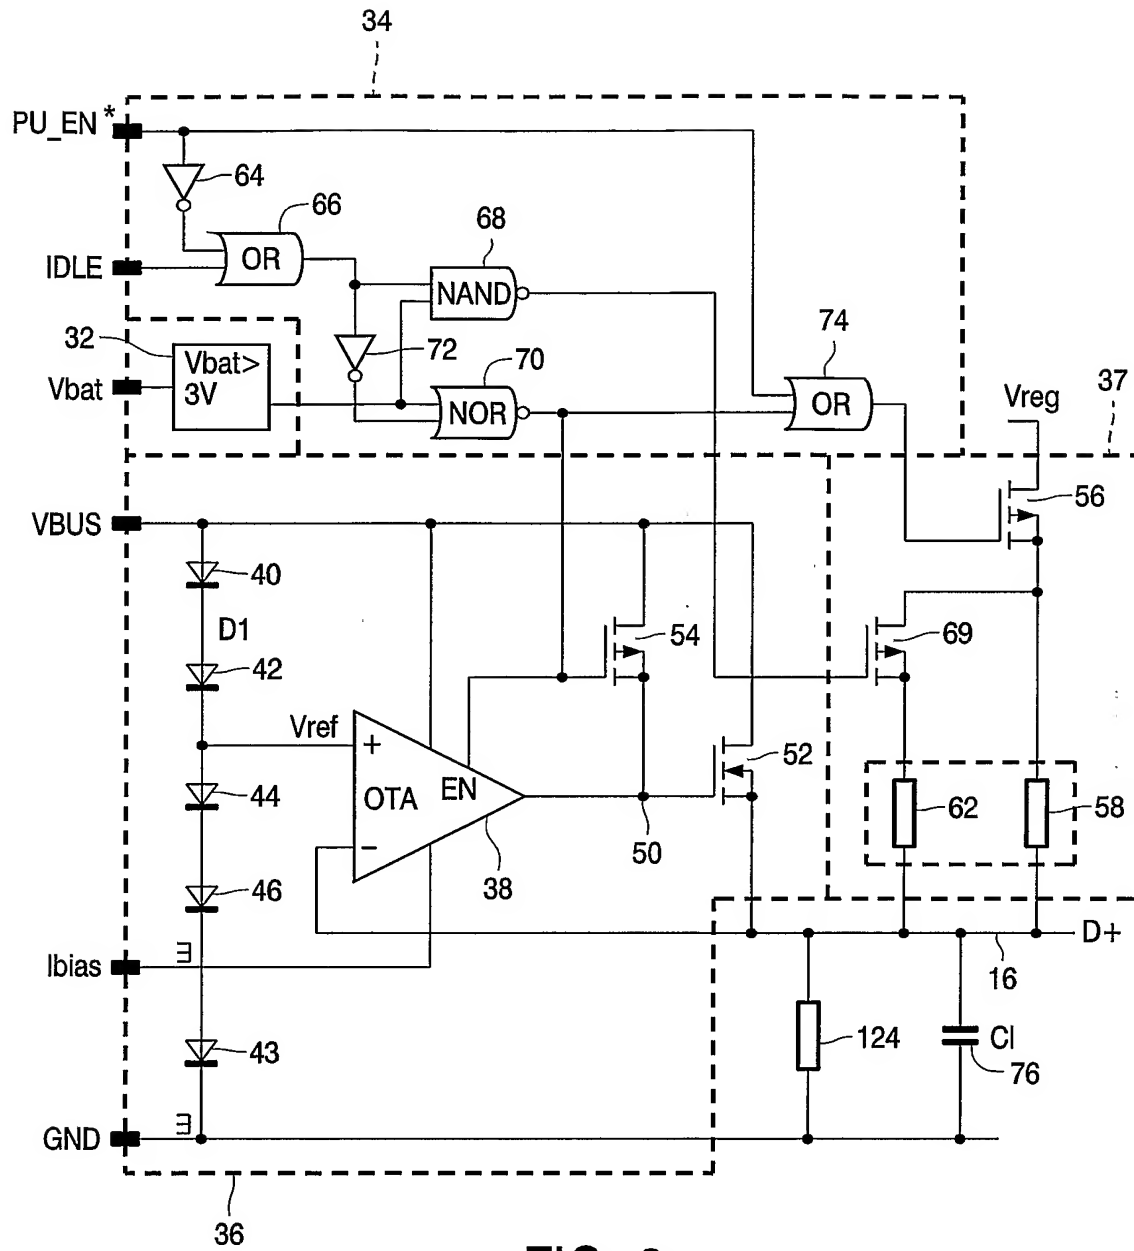 34
PU_EN*
64
66
68
OR
IDLE
NAND
32
Vbat>
3V
72
70
74
37
Vbat
NOR
OR
Vreg
56
VBUS
40
D1
54
69
42
Vref
+
52
EN
OTA
44
62
58
−
50
38
46
D+
Ibias
m
16
43
124
CI
76
m
GND
36